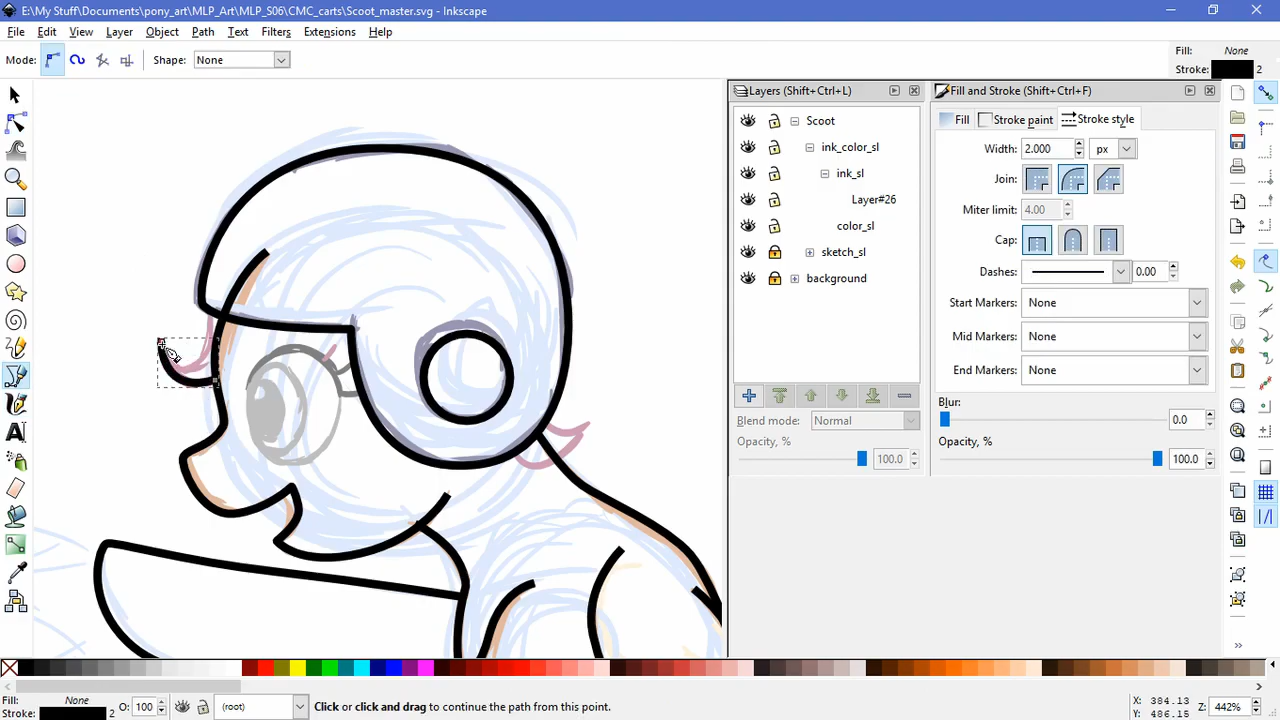 E:\My Stuff\Documents\pony_art\MLP_Art\MLP_S06\CMC_carts\Scoot_master.svg - Inkscape
File Edit View Layer Object Path Text Filters Extensions Help
Mode: Shape: None
Fill: None
Stroke: 2
Layers (Shift+Ctrl+L)
Fill and Stroke (Shift+Ctrl+F)
Scoot
ink_color_sl
ink_sl
Layer#26
color_sl
sketch_sl
background
Blend mode: Normal
Opacity, % 100.0
Fill Stroke paint Stroke style
Width: 2.000 px
Join:
Miter limit: 4.00
Cap:
Dashes: 0.00
Start Markers: None
Mid Markers: None
End Markers: None
Blur:
0.0
Opacity, %
100.0
Fill: None O: 100 (root) Click or click and drag to continue the path from this point. X: 384.13 Z: 442%
Stroke: 2 Y: 486.15